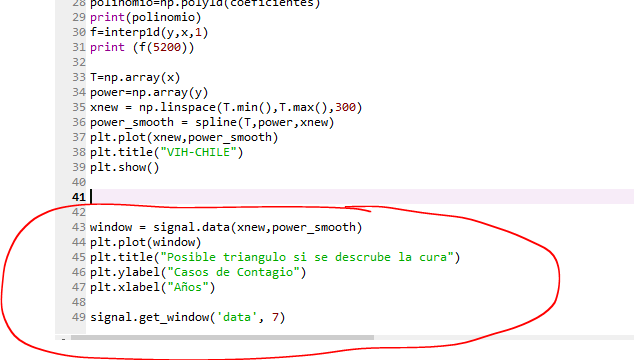 28 polinomio=np.poly1d(coeficientes)
29 print(polinomio)
30 f=interp1d(y,x,1)
31 print (f(5200))
32
33 T=np.array(x)
34 power=np.array(y)
35 xnew = np.linspace(T.min(),T.max(),300)
36 power_smooth = spline(T,power,xnew)
37 plt.plot(xnew,power_smooth)
38 plt.title("VIH-CHILE")
39 plt.show()
40
41
42
43 window = signal.data(xnew,power_smooth)
44 plt.plot(window)
45 plt.title("Posible triangulo si se descrube la cura")
46 plt.ylabel("Casos de Contagio")
47 plt.xlabel("Años")
48
49 signal.get_window('data', 7)